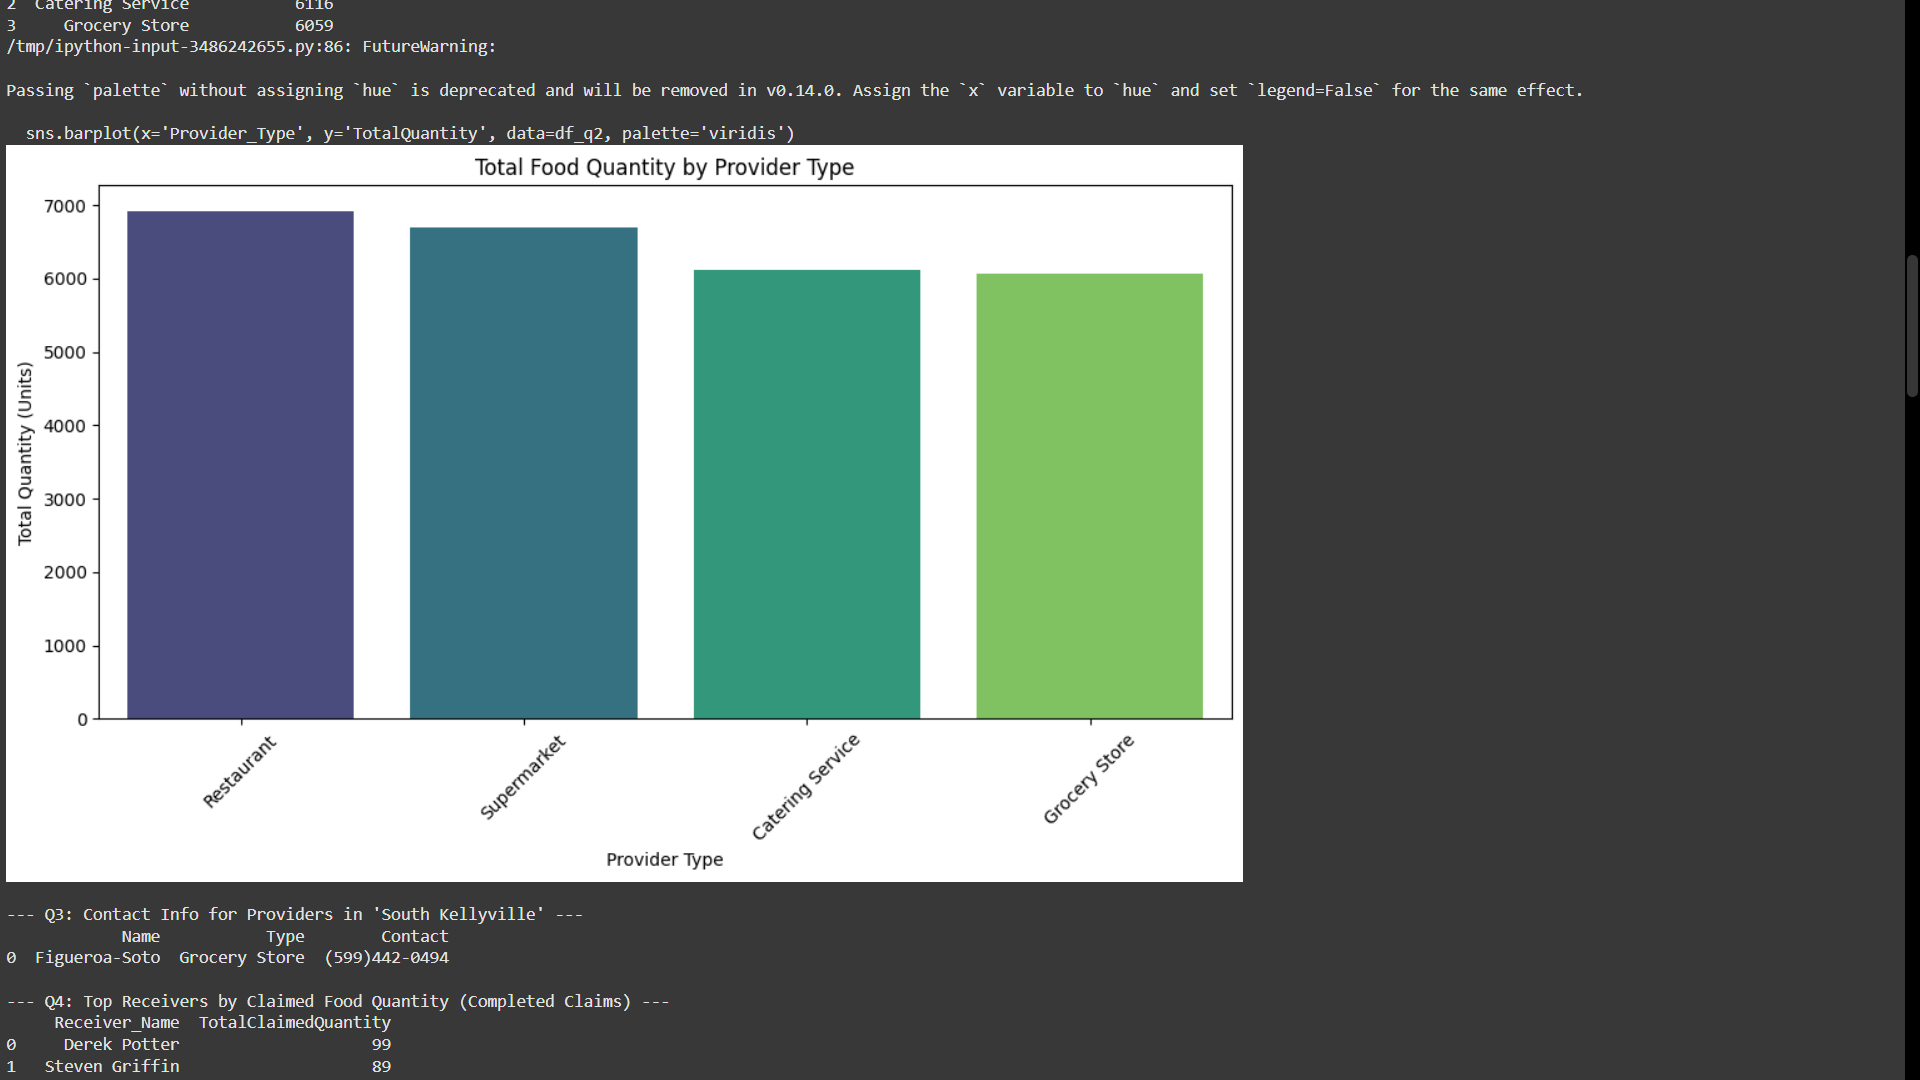 2  Catering Service           6116
3     Grocery Store           6059
/tmp/ipython-input-3486242655.py:86: FutureWarning:
Passing `palette` without assigning `hue` is deprecated and will be removed in v0.14.0. Assign the `x` variable to `hue` and set `legend=False` for the same effect.
  sns.barplot(x='Provider_Type', y='TotalQuantity', data=df_q2, palette='viridis')
Total Food Quantity by Provider Type
7000
6000
5000
4000
3000
2000
1000
0
Total Quantity (Units)
Restaurant
Supermarket
Catering Service
Grocery Store
Provider Type
--- Q3: Contact Info for Providers in 'South Kellyville' ---
            Name           Type        Contact
0  Figueroa-Soto  Grocery Store  (599)442-0494
--- Q4: Top Receivers by Claimed Food Quantity (Completed Claims) ---
     Receiver_Name  TotalClaimedQuantity
0     Derek Potter                    99
1   Steven Griffin                    89